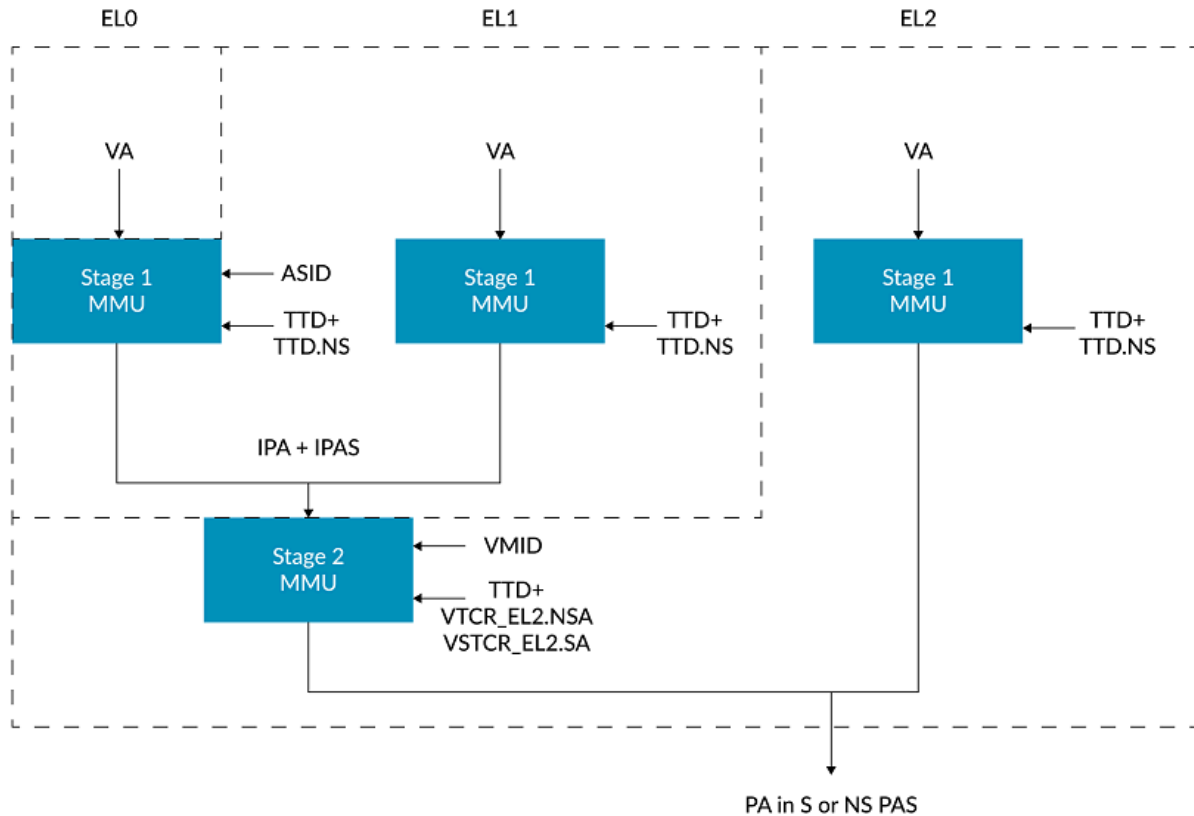 EL0
EL1
EL2
VA
VA
VA
Stage 1
MMU
ASID
TTD+
TTD.NS
Stage 1
MMU
TTD+
TTD.NS
Stage 1
MMU
TTD+
TTD.NS
IPA + IPAS
Stage 2
MMU
VMID
TTD+
VTCR_EL2.NSA
VSTCR_EL2.SA
PA in S or NS PAS